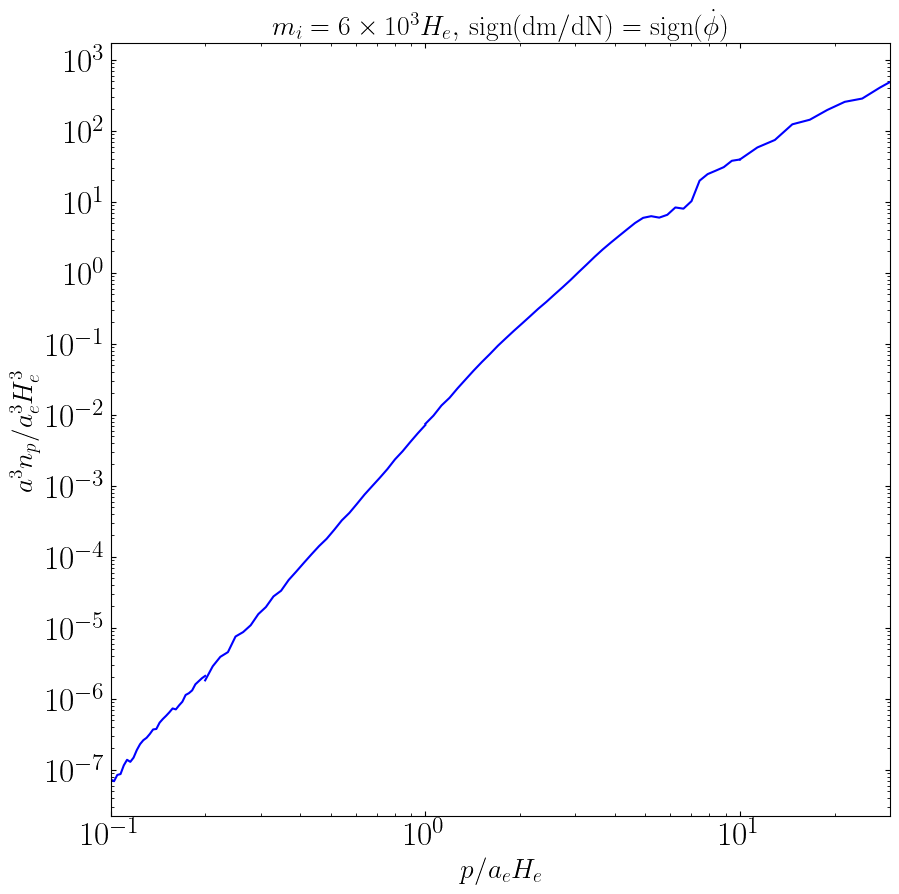 $m_i = 6 \times 10^3 H_e$, sign(dm/dN) = sign($\dot{\phi}$)
$10^3$
$10^2$
$10^1$
$10^0$
$10^{-1}$
$10^{-2}$
$10^{-3}$
$10^{-4}$
$10^{-5}$
$10^{-6}$
$10^{-7}$
$a^3 n_p / a_e^3 H_e^3$
$10^{-1}$ $10^0$ $10^1$
$p/a_e H_e$